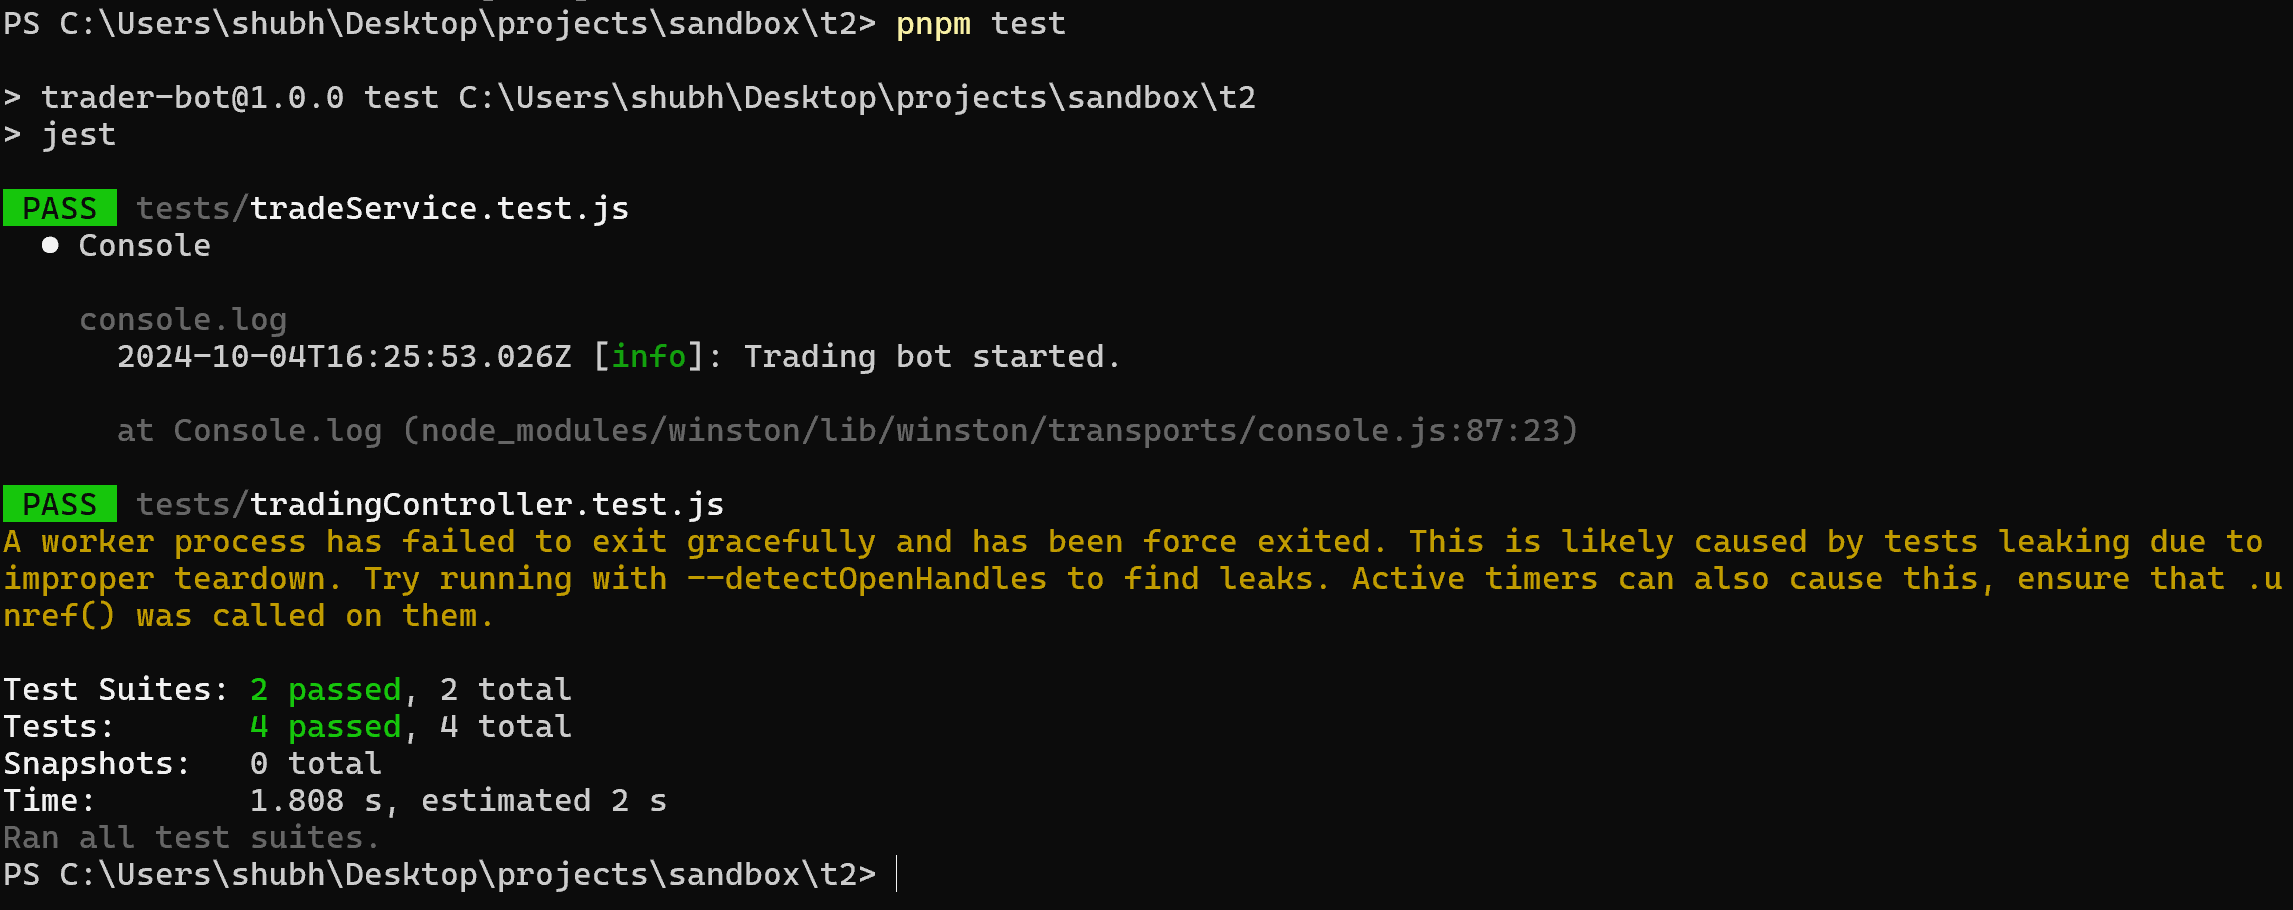 PS C:\Users\shubh\Desktop\projects\sandbox\t2> pnpm test
> trader-bot@1.0.0 test C:\Users\shubh\Desktop\projects\sandbox\t2
> jest
PASS tests/tradeService.test.js
● Console
console.log
2024-10-04T16:25:53.026Z [info]: Trading bot started.
at Console.log (node_modules/winston/lib/winston/transports/console.js:87:23)
PASS tests/tradingController.test.js
A worker process has failed to exit gracefully and has been force exited. This is likely caused by tests leaking due to
improper teardown. Try running with --detectOpenHandles to find leaks. Active timers can also cause this, ensure that .u
nref() was called on them.
Test Suites: 2 passed, 2 total
Tests: 4 passed, 4 total
Snapshots: 0 total
Time: 1.808 s, estimated 2 s
Ran all test suites.
PS C:\Users\shubh\Desktop\projects\sandbox\t2>